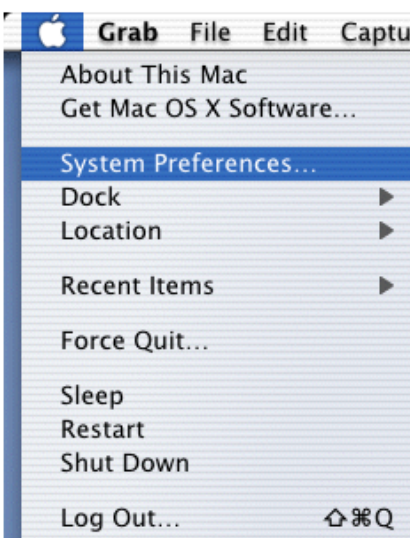 Grab File Edit Captu
About This Mac
Get Mac OS X Software...
System Preferences...
Dock
Location
Recent Items
Force Quit...
Sleep
Restart
Shut Down
Log Out... ⇧⌘Q